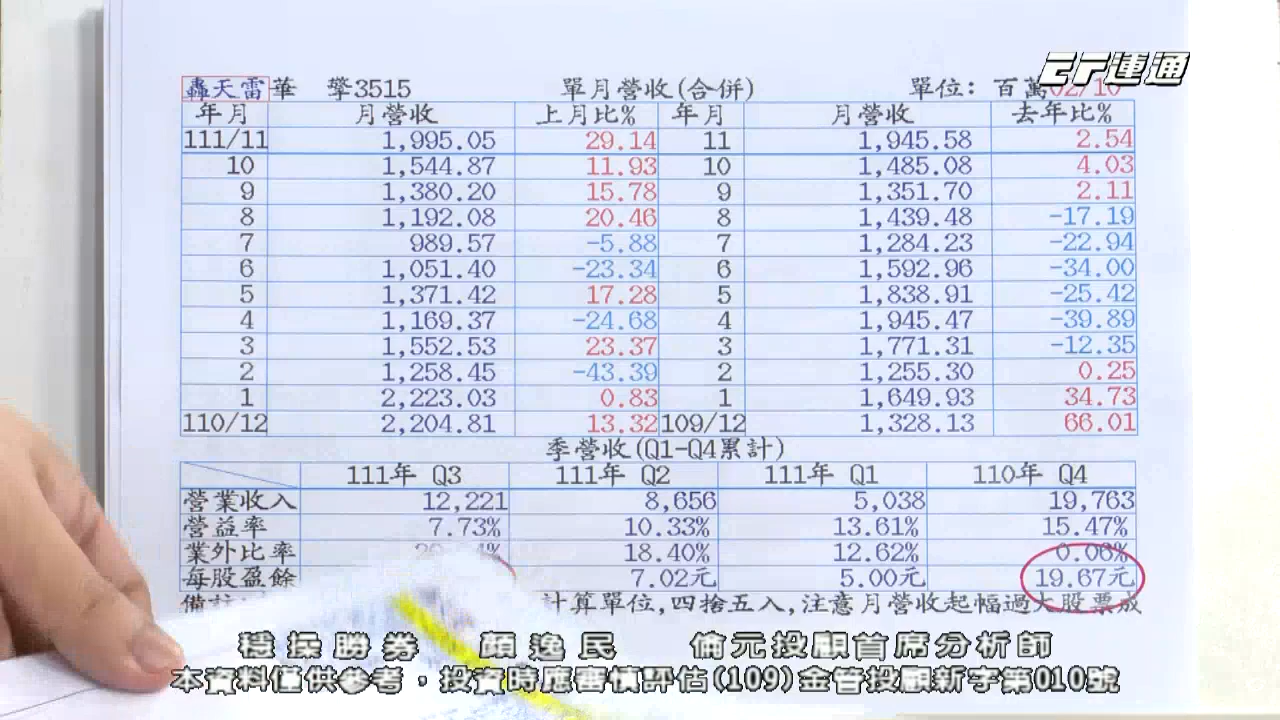 轟天雷華 擎3515 單月營收(合併) 單位: 百萬 02/10
ET運通
年月 月營收 上月比% 年月 月營收 去年比%
111/11 1,995.05 29.14 11 1,945.58 2.54
10 1,544.87 11.93 10 1,485.08 4.03
9 1,380.20 15.78 9 1,351.70 2.11
8 1,192.08 20.46 8 1,439.48 -17.19
7 989.57 -5.88 7 1,284.23 -22.94
6 1,051.40 -23.34 6 1,592.96 -34.00
5 1,371.42 17.28 5 1,838.91 -25.42
4 1,169.37 -24.68 4 1,945.47 -39.89
3 1,552.53 23.37 3 1,771.31 -12.35
2 1,258.45 -43.39 2 1,255.30 0.25
1 2,223.03 0.83 1 1,649.93 34.73
110/12 2,204.81 13.32 109/12 1,328.13 66.01
季營收(Q1-Q4累計)
111年 Q3 111年 Q2 111年 Q1 110年 Q4
營業收入 12,221 8,656 5,038 19,763
營益率 7.73% 10.33% 13.61% 15.47%
業外比率 18.40% 12.62% 0.06%
每股盈餘 7.02元 5.00元 19.67元
計算單位,四捨五入,注意月營收起幅過大股票成
穩操勝券 顏逸民 倫元投顧首席分析師
本資料僅供參考，投資時應審慎評估(109)金管投顧新字第010號